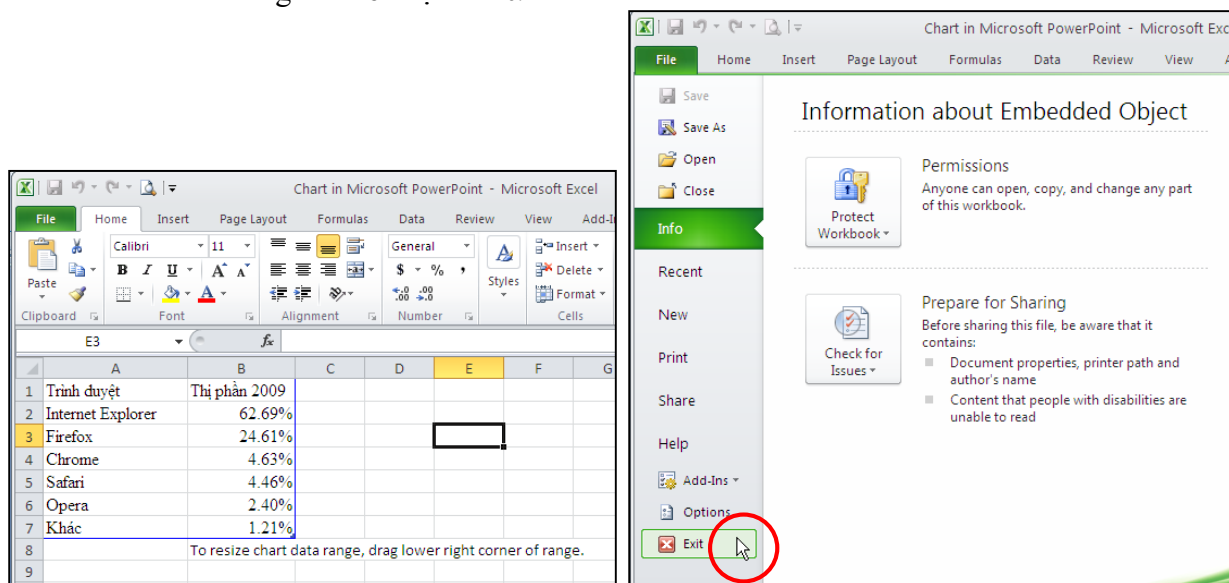 Chart in Microsoft PowerPoint - Microsoft Excel
File Home Insert Page Layout Formulas Data Review View Add-I
Paste
Calibri 11
General
Styles
Insert
Delete
Format
Clipboard Font Alignment Number Cells
E3
fx
A B C D E F G
1 Trình duyệt Thị phần 2009
2 Internet Explorer 62.69%
3 Firefox 24.61%
4 Chrome 4.63%
5 Safari 4.46%
6 Opera 2.40%
7 Khác 1.21%
8 To resize chart data range, drag lower right corner of range.
9
Chart in Microsoft PowerPoint - Microsoft Exc
File Home Insert Page Layout Formulas Data Review View
Save
Save As
Open
Close
Info
Recent
New
Print
Share
Help
Add-Ins
Options
Exit
Information about Embedded Object
Protect
Workbook
Permissions
Anyone can open, copy, and change any part
of this workbook.
Check for
Issues
Prepare for Sharing
Before sharing this file, be aware that it
contains:
Document properties, printer path and
author's name
Content that people with disabilities are
unable to read